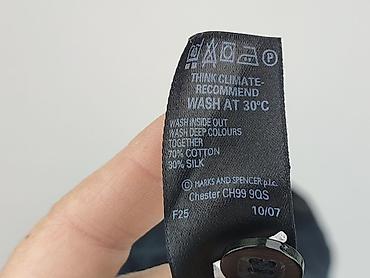 THINK CLIMATE-
RECOMMEND
WASH AT 30°C
WASH INSIDE OUT
WASH DEEP COLOURS
TOGETHER
70% COTTON
30% SILK
© MARKS AND SPENCER p.l.c.
Chester CH99 9QS
F25 10/07